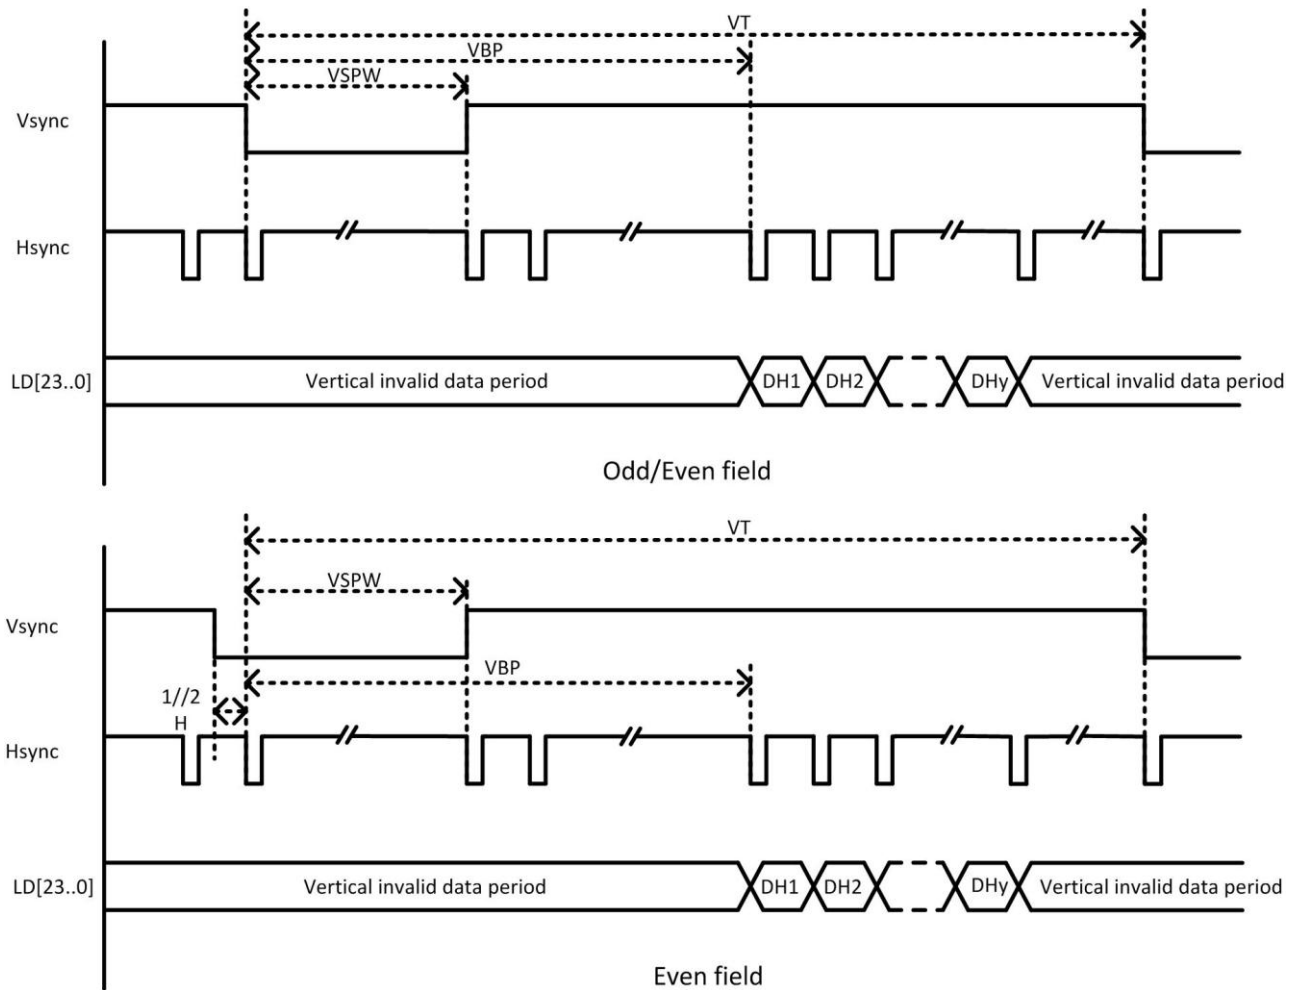 VT
VBP
VSPW
Vsync
Hsync
LD[23..0]
Vertical invalid data period
DH1
DH2
DHy
Vertical invalid data period
Odd/Even field
VT
VSPW
Vsync
VBP
1//2
H
Hsync
LD[23..0]
Vertical invalid data period
DH1
DH2
DHy
Vertical invalid data period
Even field